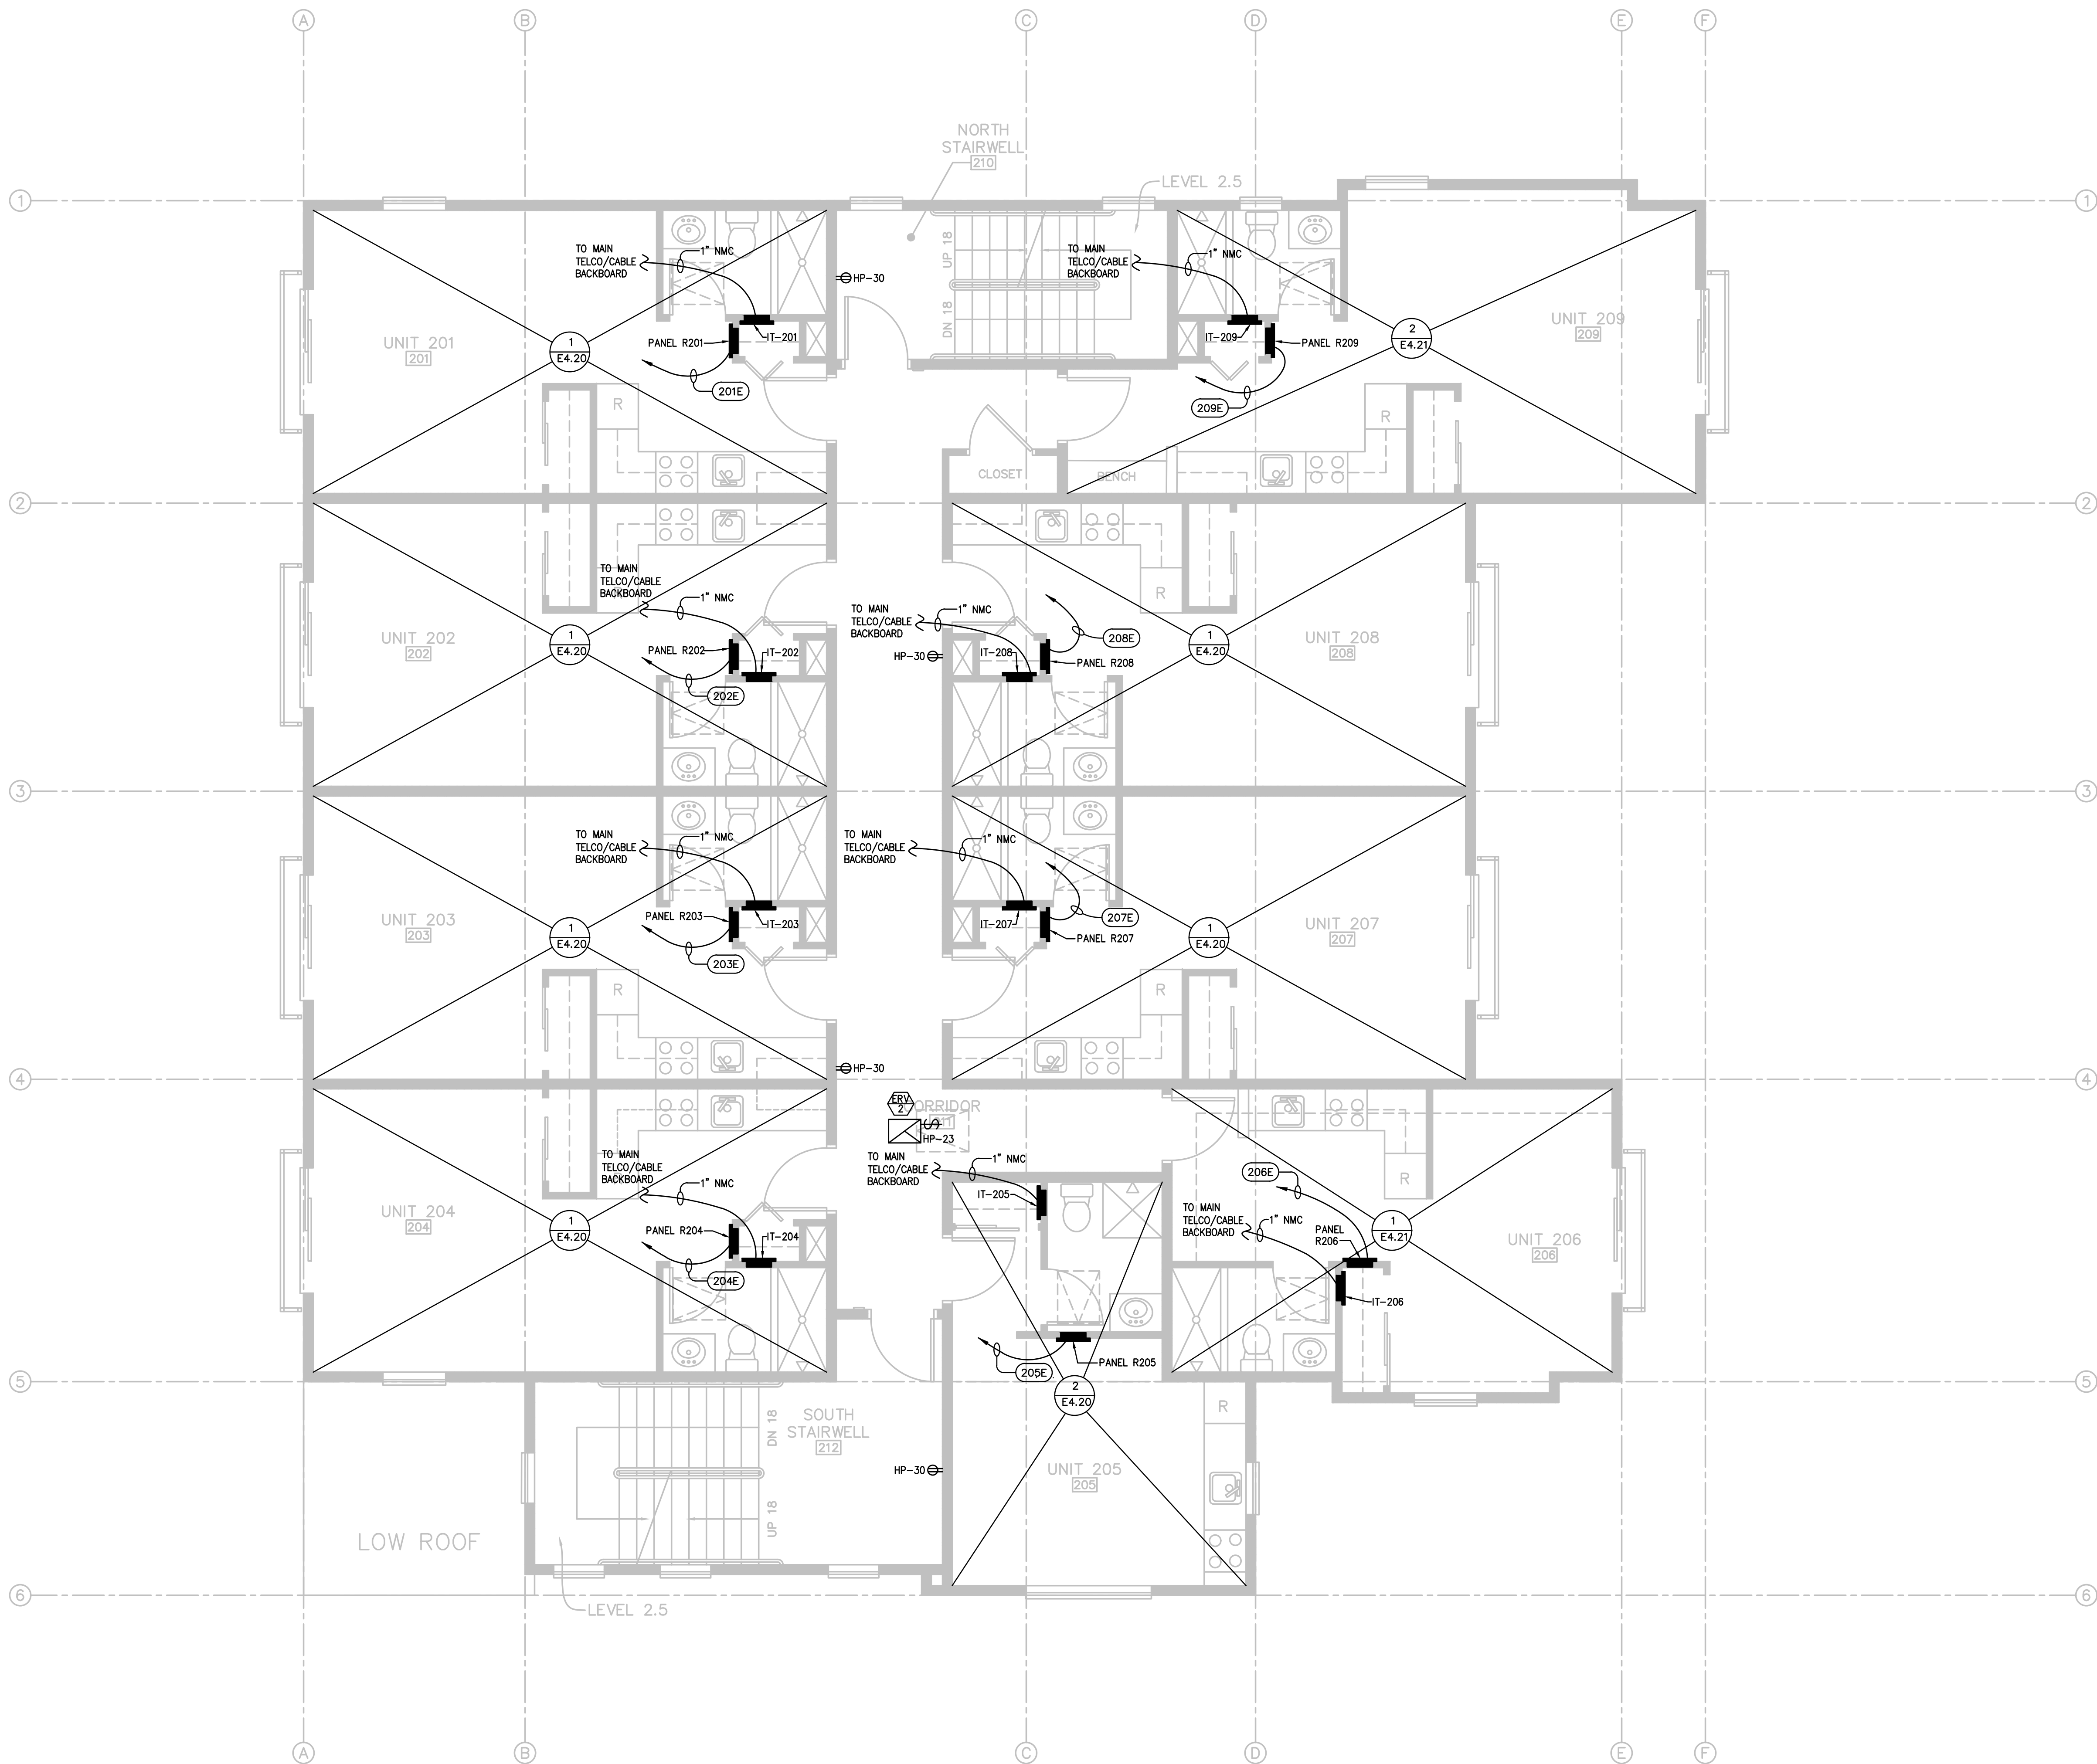 A
B
C
D
E
F
NORTH
STAIRWELL
210
LEVEL 2.5
1
1
TO MAIN
TELCO/CABLE
BACKBOARD
1" NMC
HP-30
UP 18
DN 18
TO MAIN
TELCO/CABLE
BACKBOARD
1" NMC
UNIT 201
201
1
E4.20
PANEL R201
IT-201
201E
IT-209
PANEL R209
209E
2
E4.21
UNIT 209
209
R
R
CLOSET
BENCH
2
2
TO MAIN
TELCO/CABLE
BACKBOARD
1" NMC
UNIT 202
202
1
E4.20
PANEL R202
IT-202
202E
TO MAIN
TELCO/CABLE
BACKBOARD
1" NMC
HP-30
IT-208
PANEL R208
208E
R
1
E4.20
UNIT 208
208
3
3
TO MAIN
TELCO/CABLE
BACKBOARD
1" NMC
UNIT 203
203
1
E4.20
PANEL R203
IT-203
203E
TO MAIN
TELCO/CABLE
BACKBOARD
1" NMC
IT-207
PANEL R207
207E
1
E4.20
UNIT 207
207
R
R
HP-30
4
4
ERV
2
CORRIDOR
HP-23
TO MAIN
TELCO/CABLE
BACKBOARD
1" NMC
UNIT 204
204
1
E4.20
PANEL R204
IT-204
204E
TO MAIN
TELCO/CABLE
BACKBOARD
1" NMC
IT-205
PANEL R205
205E
206E
TO MAIN
TELCO/CABLE
BACKBOARD
1" NMC
PANEL
R206
IT-206
R
1
E4.21
UNIT 206
206
5
5
2
E4.20
R
SOUTH
STAIRWELL
212
DN 18
UP 18
HP-30
UNIT 205
205
LOW ROOF
LEVEL 2.5
6
6
A
B
C
D
E
F